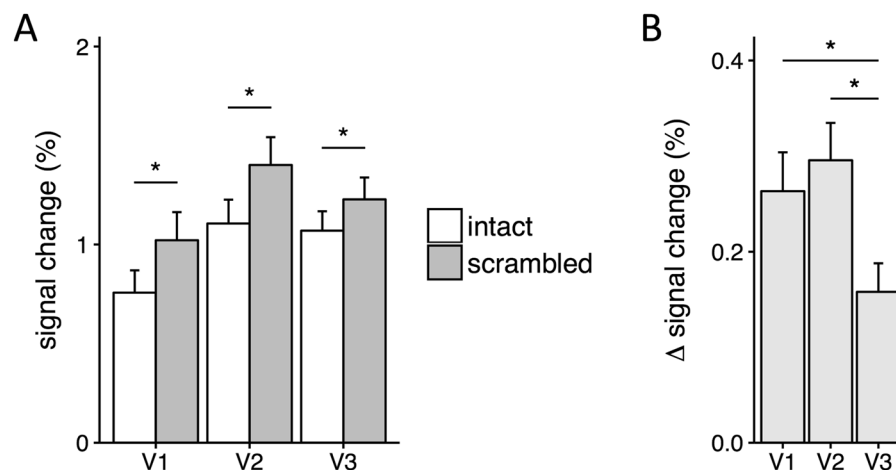 A
signal change (%)
2
1
0
*
*
*
V1
V2
V3
intact
scrambled
B
Δ signal change (%)
0.4
0.2
0.0
*
*
V1
V2
V3